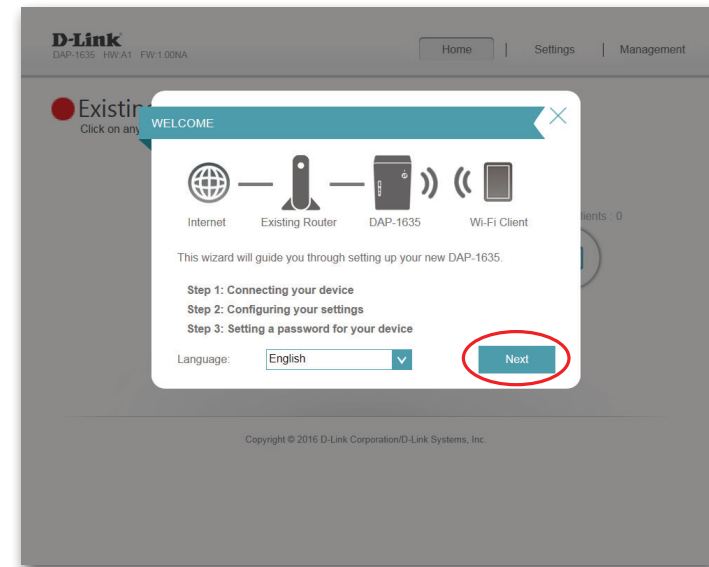 D-Link
DAP-1635 HW:A1 FW:1.00NA
Home | Settings | Management
Click on any
WELCOME
Internet Existing Router DAP-1635 Wi-Fi Client
This wizard will guide you through setting up your new DAP-1635.
Step 1: Connecting your device
Step 2: Configuring your settings
Step 3: Setting a password for your device
Language: English Next
Copyright © 2016 D-Link Corporation/D-Link Systems, Inc.